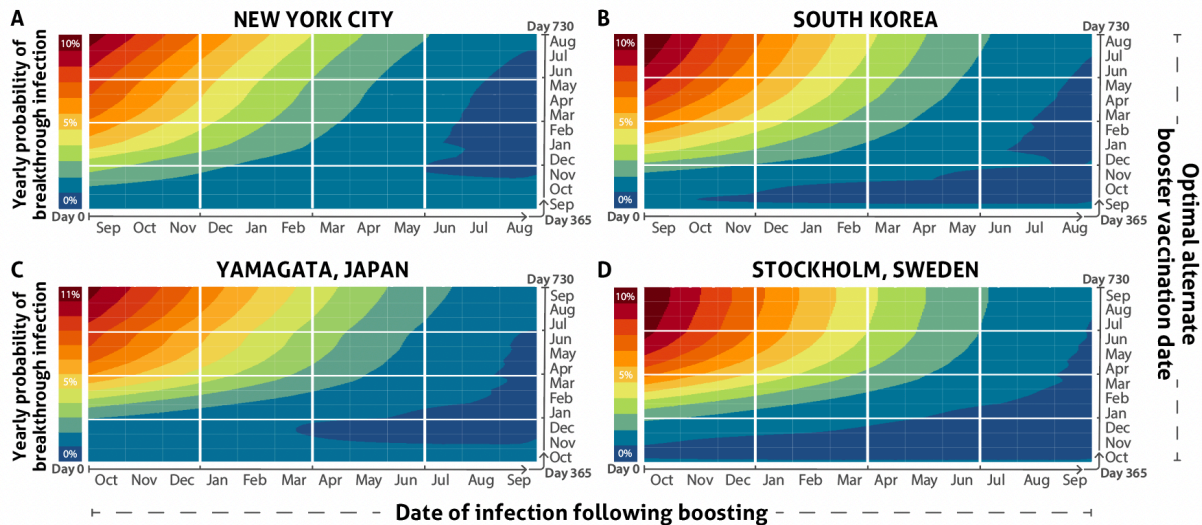 A
NEW YORK CITY
Yearly probability of
breakthrough infection
10%
5%
0%
Day 730
Aug
Jul
Jun
May
Apr
Mar
Feb
Jan
Dec
Nov
Oct
Sep
Day 0
Day 365
Sep Oct Nov Dec Jan Feb Mar Apr May Jun Jul Aug
B
SOUTH KOREA
10%
5%
0%
Day 730
Aug
Jul
Jun
May
Apr
Mar
Feb
Jan
Dec
Nov
Oct
Sep
Day 0
Day 365
Sep Oct Nov Dec Jan Feb Mar Apr May Jun Jul Aug
C
YAMAGATA, JAPAN
Yearly probability of
breakthrough infection
11%
5%
0%
Day 730
Sep
Aug
Jul
Jun
May
Apr
Mar
Feb
Jan
Dec
Nov
Oct
Day 0
Day 365
Oct Nov Dec Jan Feb Mar Apr May Jun Jul Aug Sep
D
STOCKHOLM, SWEDEN
10%
5%
0%
Day 730
Sep
Aug
Jul
Jun
May
Apr
Mar
Feb
Jan
Dec
Nov
Oct
Day 0
Day 365
Oct Nov Dec Jan Feb Mar Apr May Jun Jul Aug Sep
Optimal alternate
booster vaccination date
Date of infection following boosting